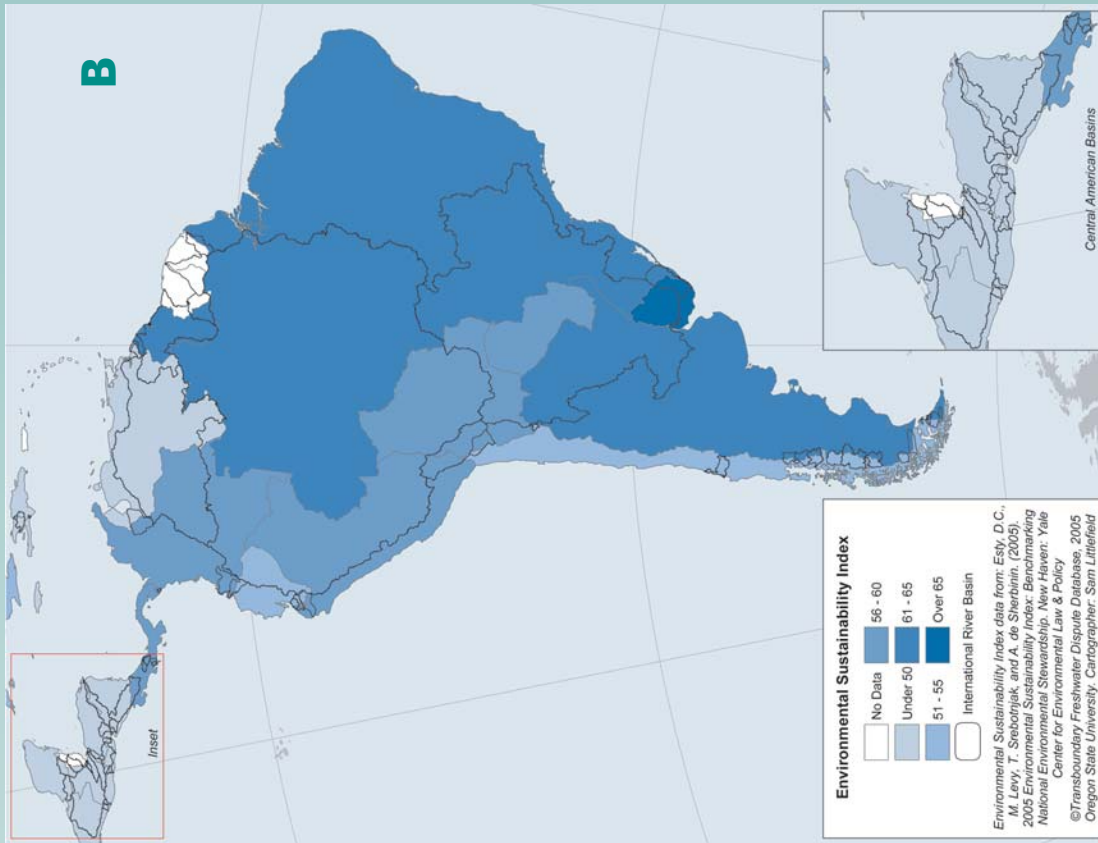 B
Inset
Central American Basins
Environmental Sustainability Index
No Data
Under 50
51 - 55
56 - 60
61 - 65
Over 65
International River Basin
Environmental Sustainability Index data from: Esty, D.C.,
M. Levy, T. Srebotnjak, and A. de Sherbinin. (2005).
2005 Environmental Sustainability Index: Benchmarking
National Environmental Stewardship. New Haven: Yale
Center for Environmental Law & Policy
©Transboundary Freshwater Dispute Database, 2005
Oregon State University. Cartographer: Sam Littlefield